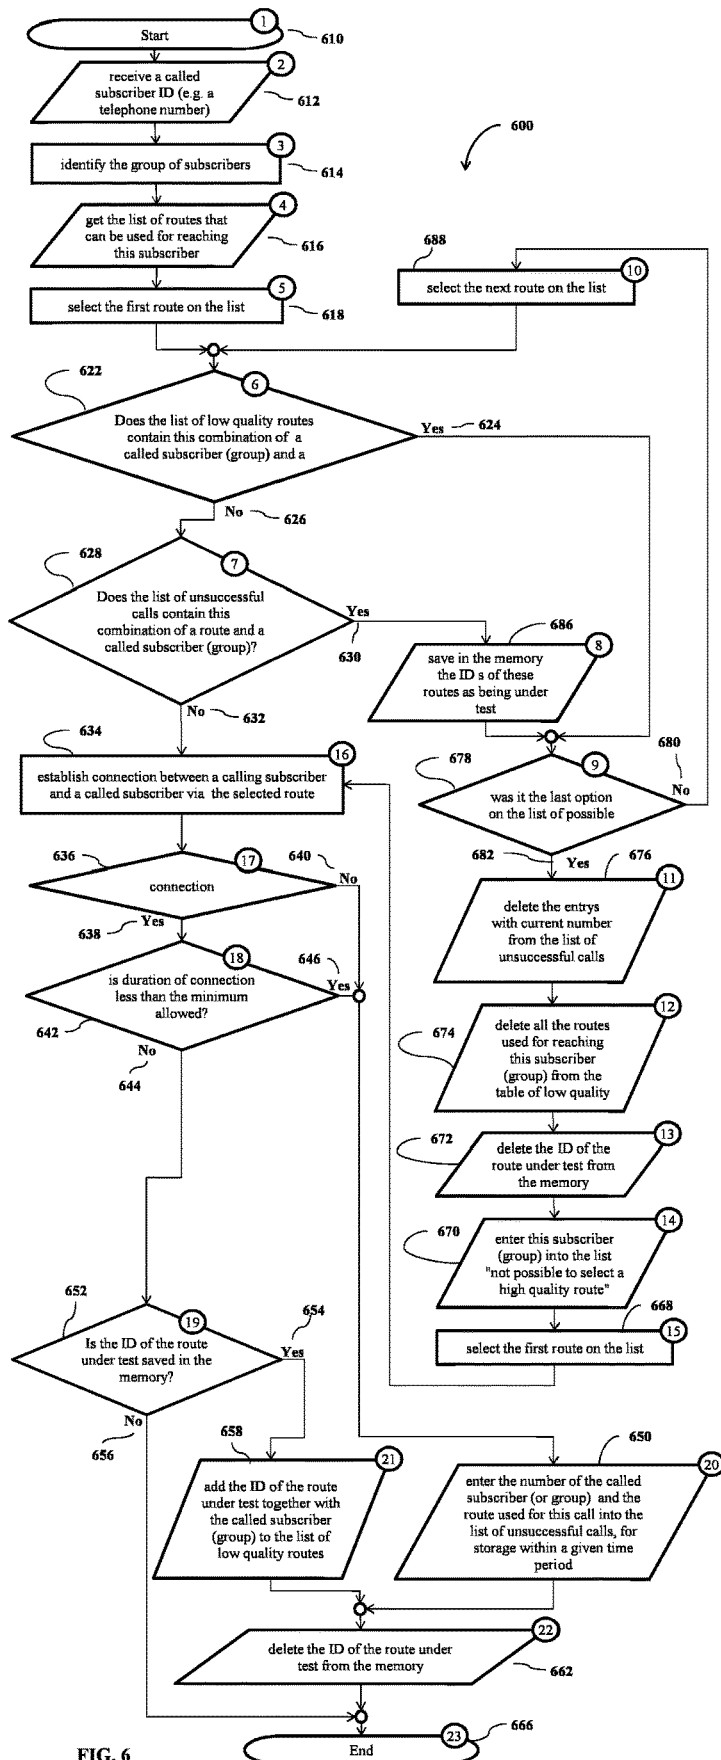 1
Start
610
2
receive a called
subscriber ID (e.g. a
telephone number)
612
600
3
identify the group of subscribers
614
4
get the list of routes that
can be used for reaching
this subscriber
616
688
10
select the next route on the list
5
select the first route on the list
618
622
6
Does the list of low quality routes
contain this combination of a
called subscriber (group) and a
Yes
624
No
626
628
7
Does the list of unsuccessful
calls contain this
combination of a route and a
called subscriber (group)?
Yes
630
686
8
save in the memory
the ID s of these
routes as being under
test
No
632
634
16
establish connection between a calling subscriber
and a called subscriber via the selected route
678
9
680
was it the last option
on the list of possible
No
682
Yes
636
17
640
connection
No
638
Yes
676
11
delete the entrys
with current number
from the list of
unsuccessful calls
18
646
is duration of connection
less than the minimum
allowed?
Yes
642
No
644
12
674
delete all the routes
used for reaching
this subscriber
(group) from the
table of low quality
13
672
delete the ID of the
route under test from
the memory
14
670
enter this subscriber
(group) into the list
"not possible to select a
high quality route"
668
15
select the first route on the list
652
19
654
Is the ID of the route
under test saved in the
memory?
Yes
No
656
658
21
add the ID of the route
under test together with
the called subscriber
(group) to the list of
low quality routes
650
20
enter the number of the called
subscriber (or group) and the
route used for this call into the
list of unsuccessful calls, for
storage within a given time
period
22
delete the ID of the route under
test from the memory
662
23
666
End
FIG. 6